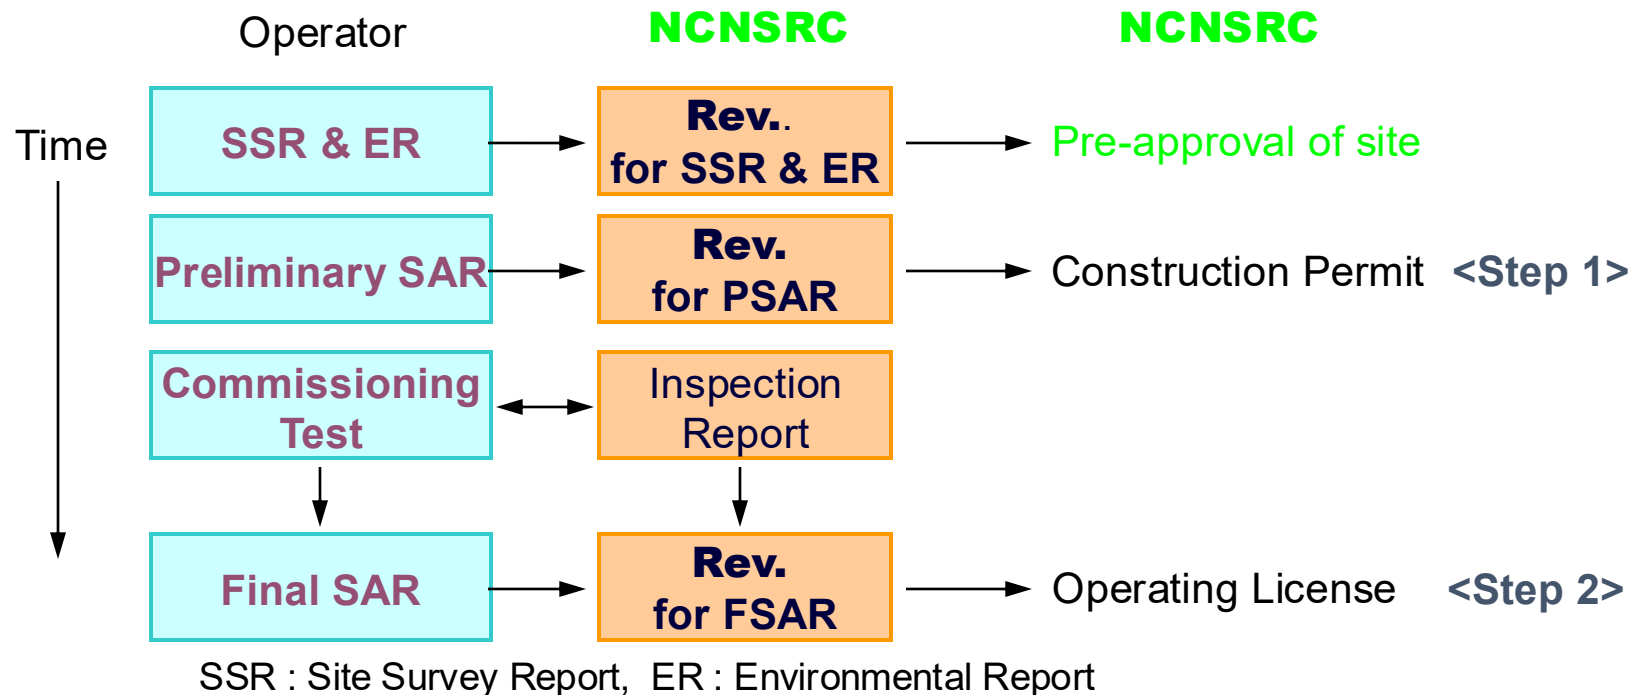 Operator
NCNSRC
NCNSRC
Time
SSR & ER
Rev..
for SSR & ER
Pre-approval of site
Preliminary SAR
Rev.
for PSAR
Construction Permit
<Step 1>
Commissioning
Test
Inspection
Report
Final SAR
Rev.
for FSAR
Operating License
<Step 2>
SSR : Site Survey Report,  ER : Environmental Report